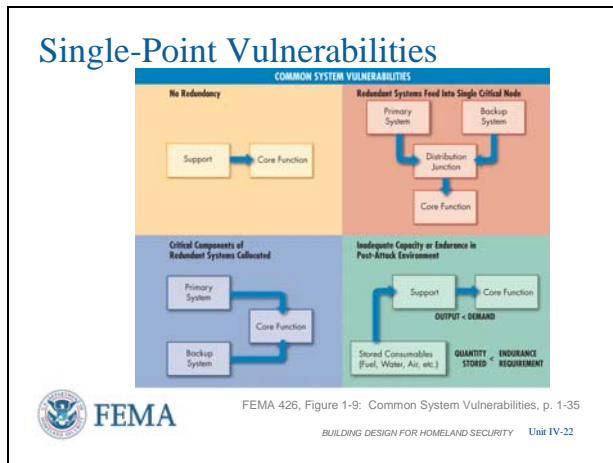 Single-Point Vulnerabilities
COMMON SYSTEM VULNERABILITIES
No Redundancy
Support
Core Function
Redundant Systems Feed Into Single Critical Node
Primary
System
Backup
System
Distribution
Junction
Core Function
Critical Components of
Redundant Systems Collocated
Primary
System
Core Function
Backup
System
Inadequate Capacity or Endurance in
Post-Attack Environment
Support
Core Function
OUTPUT < DEMAND
Stored Consumables
(Fuel, Water, Air, etc.)
QUANTITY STORED < ENDURANCE REQUIREMENT
FEMA
FEMA 426, Figure 1-9: Common System Vulnerabilities, p. 1-35
BUILDING DESIGN FOR HOMELAND SECURITY Unit IV-22